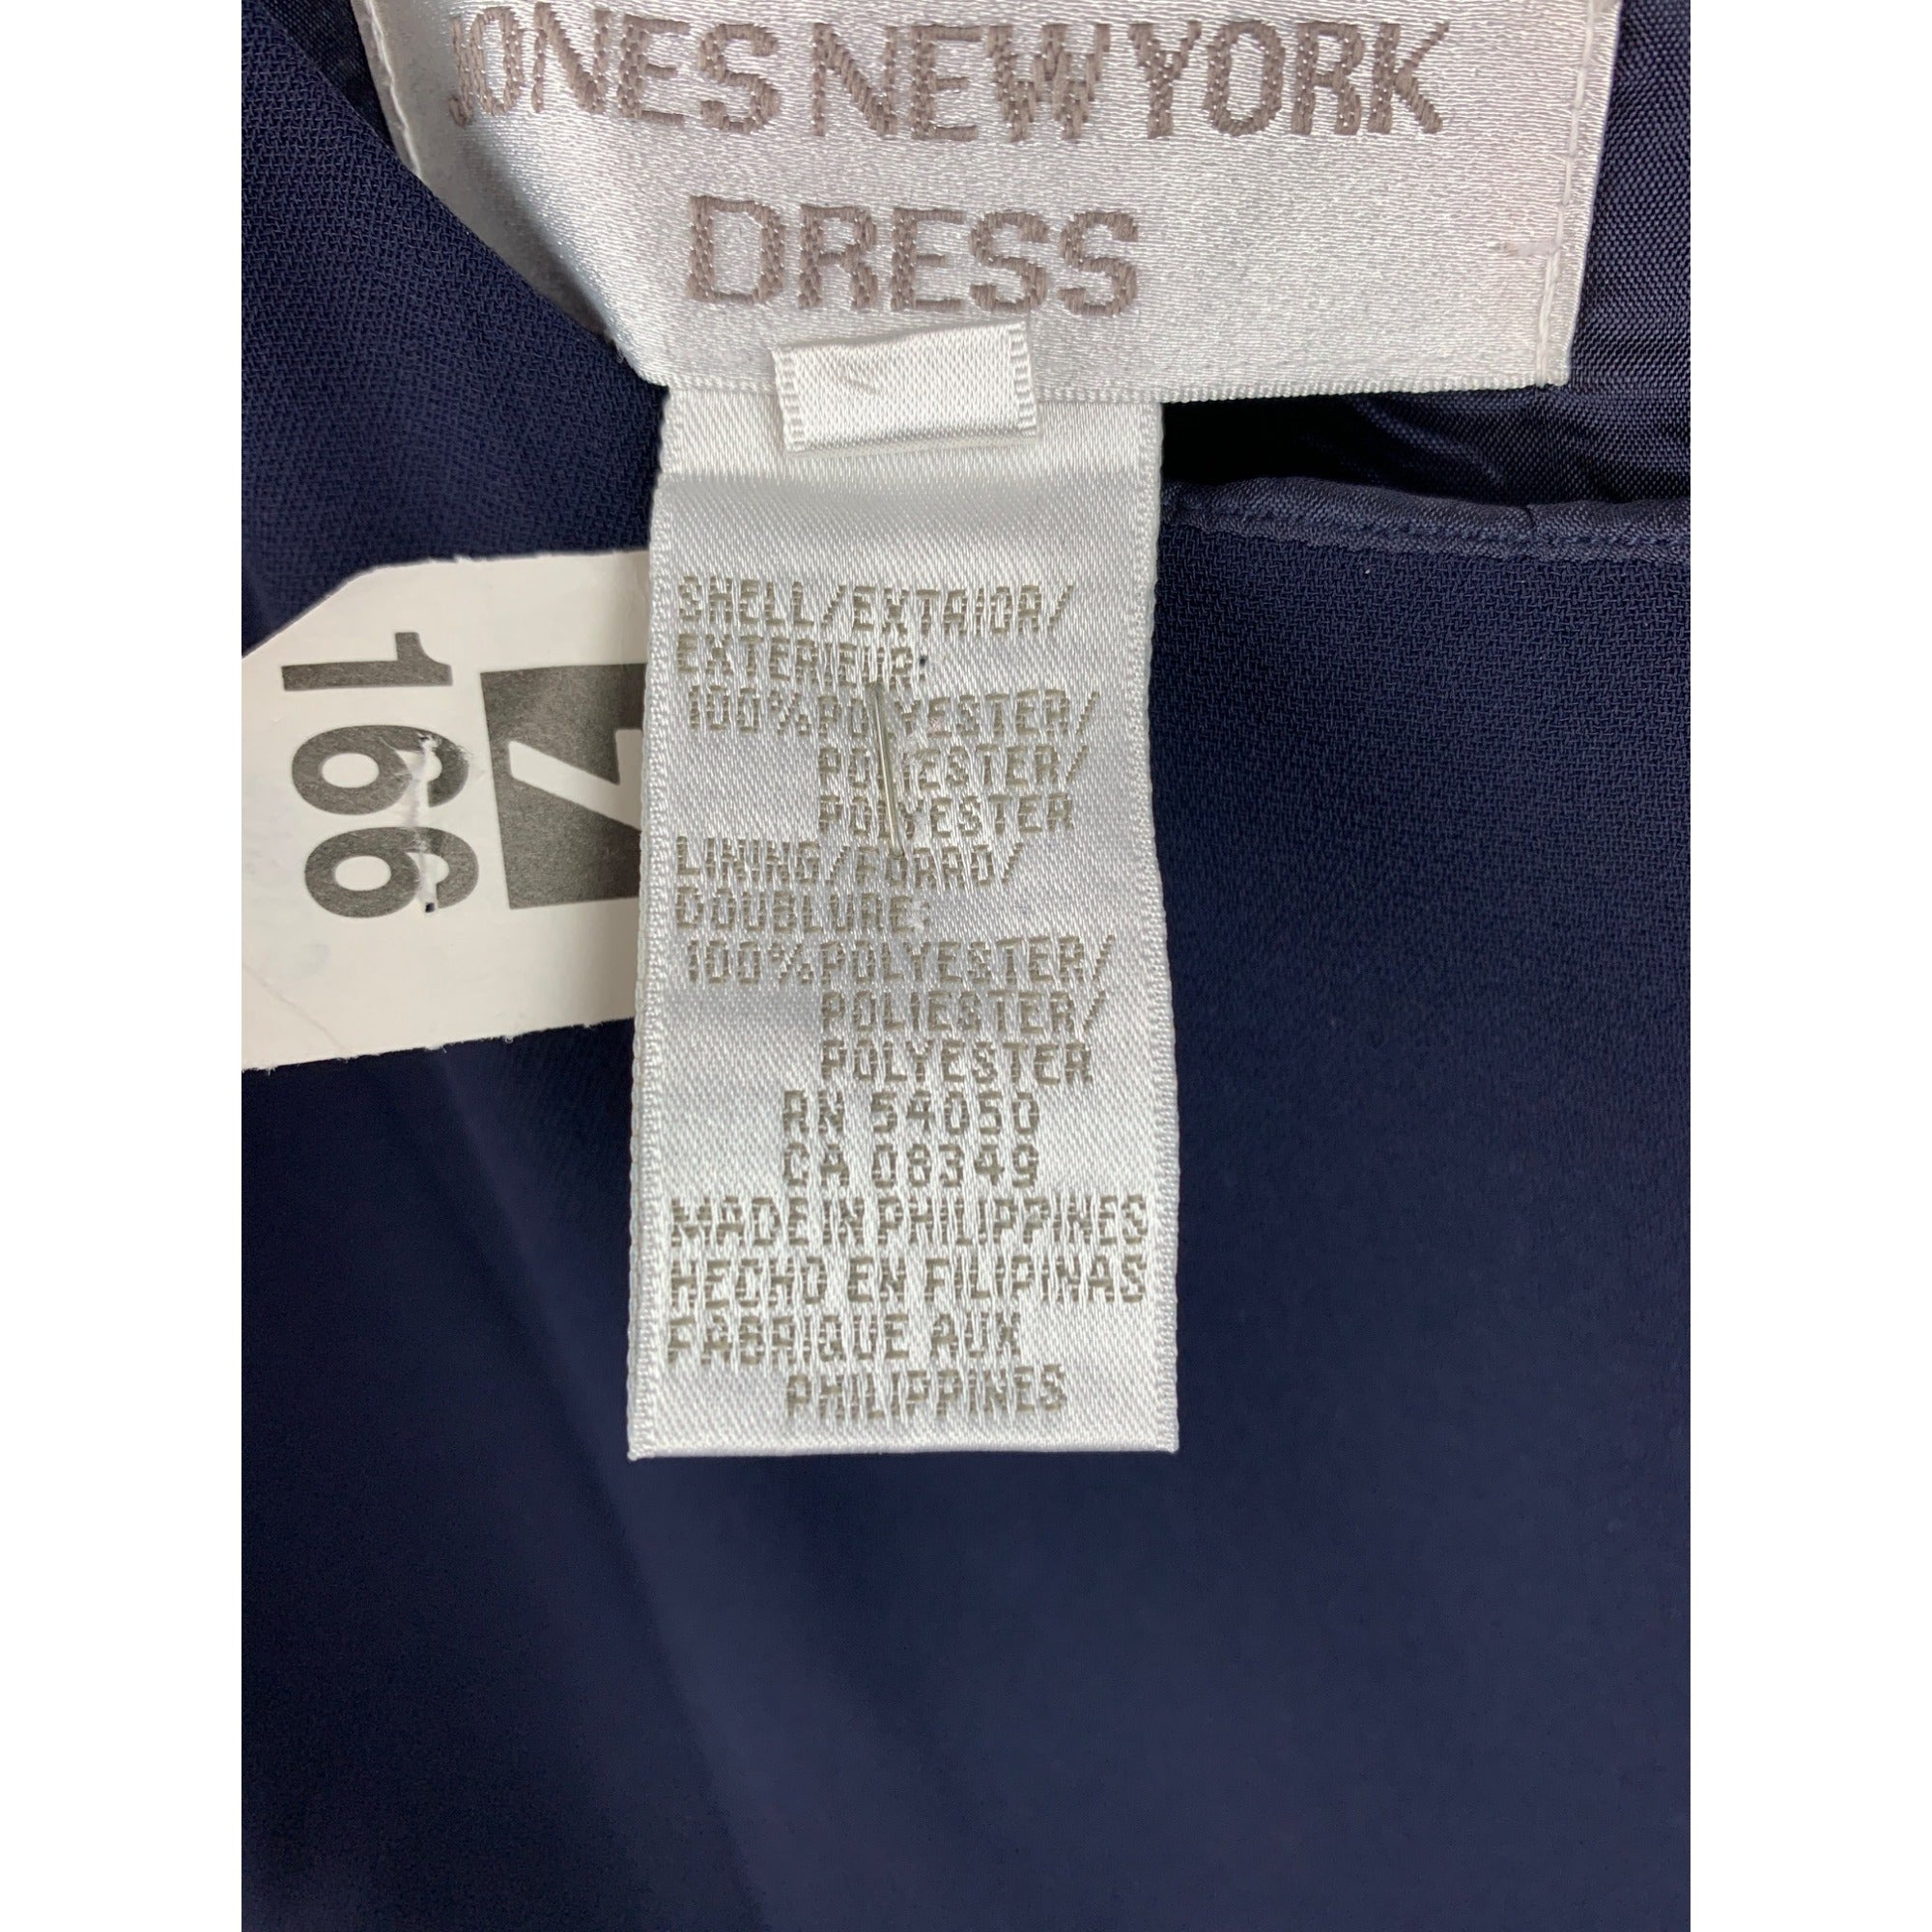 JONES NEW YORK
DRESS
SHELL/EXTRIOR/
EXTERIEUR:
100% POLYESTER/
POLIESTER/
POLYESTER
LINING/FORRO/
DOUBLURE:
100% POLYESTER/
POLIESTER/
POLYESTER
RN 54050
CA 08349
MADE IN PHILIPPINES
HECHO EN FILIPINAS
FABRIQUE AUX
PHILIPPINES
166